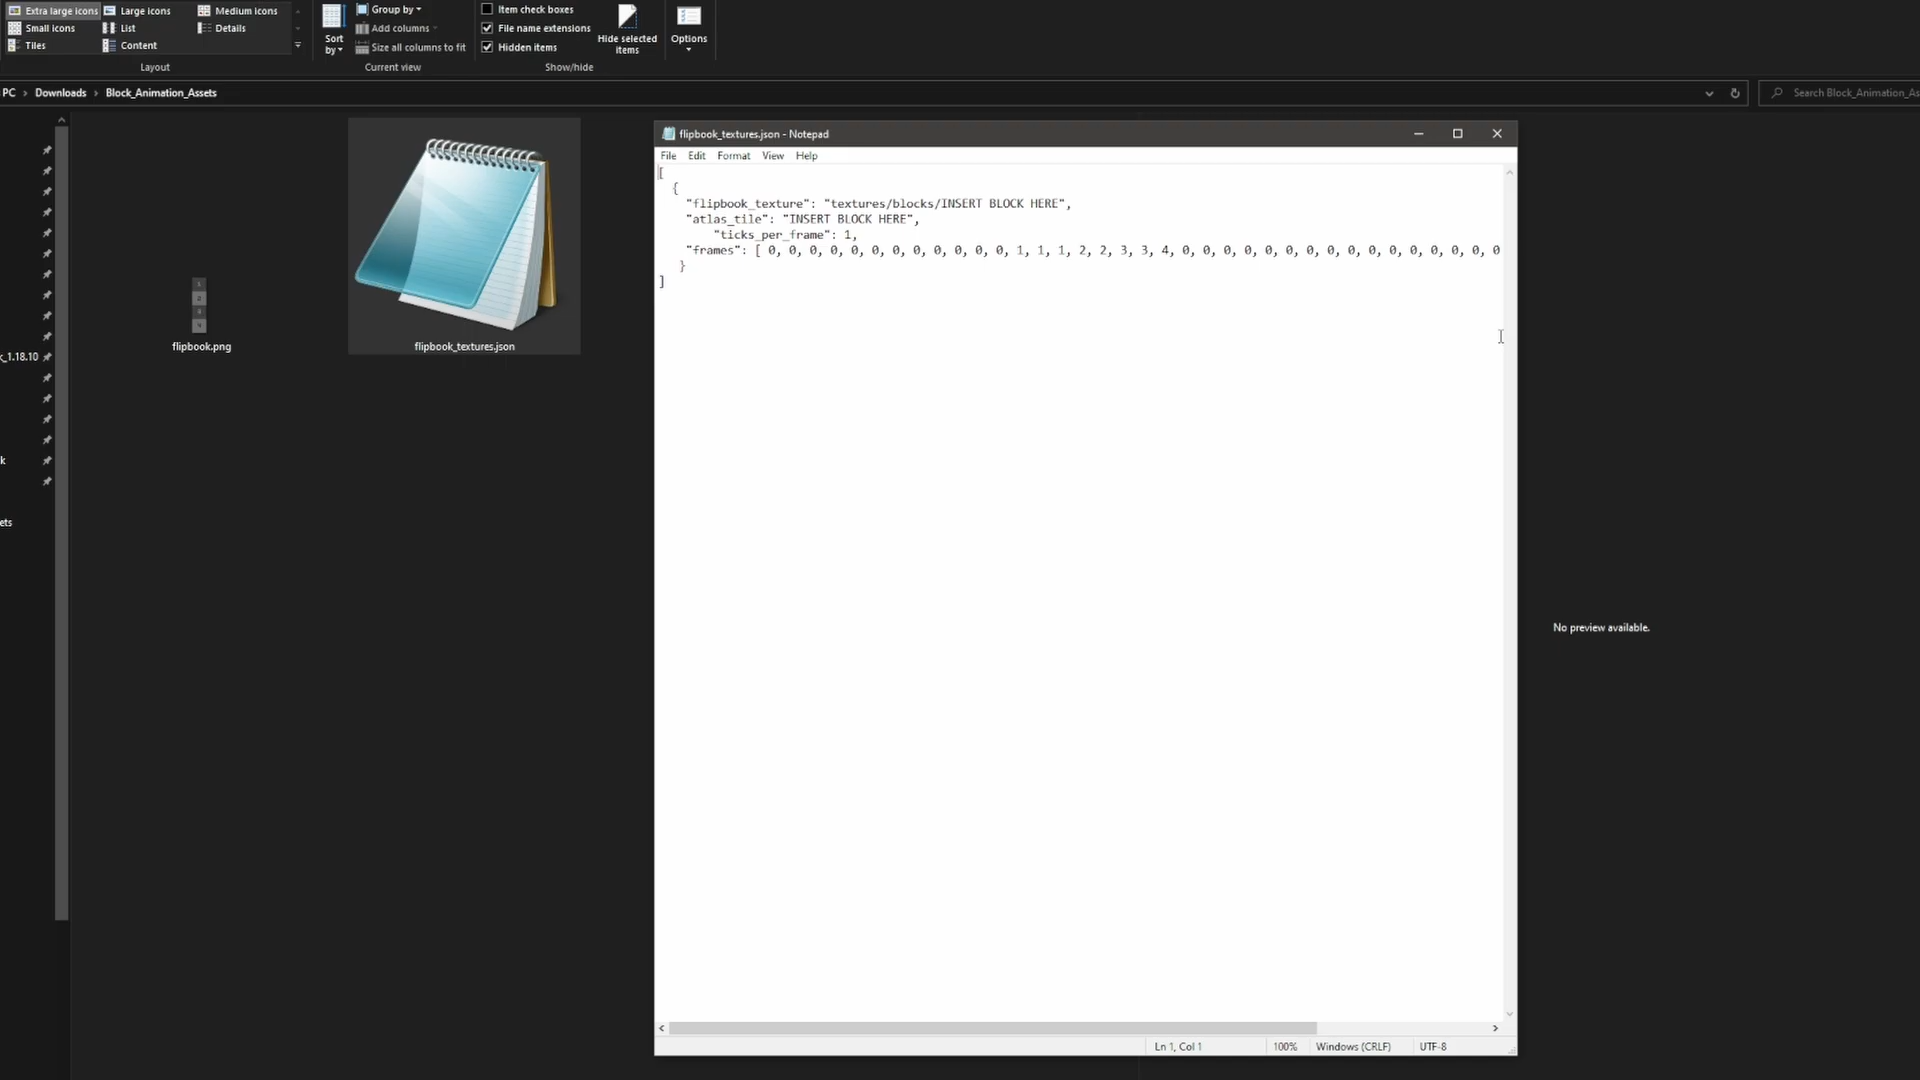 Extra large icons Large icons Medium icons
Small icons List Details
Tiles Content
Layout
Sort by
Group by
Add columns
Size all columns to fit
Current view
Item check boxes
File name extensions
Hidden items
Hide selected items
Show/hide
Options
PC > Downloads > Block_Animation_Assets
Search Block_Animation_As
_1.18.10
k
ets
flipbook.png
flipbook_textures.json
flipbook_textures.json - Notepad
File Edit Format View Help
[
{
"flipbook_texture": "textures/blocks/INSERT BLOCK HERE",
"atlas_tile": "INSERT BLOCK HERE",
"ticks_per_frame": 1,
"frames": [ 0, 0, 0, 0, 0, 0, 0, 0, 0, 0, 0, 0, 1, 1, 1, 2, 2, 3, 3, 4, 0, 0, 0, 0, 0, 0, 0, 0, 0, 0, 0, 0, 0, 0, 0, 0
}
]
No preview available.
Ln 1, Col 1 100% Windows (CRLF) UTF-8